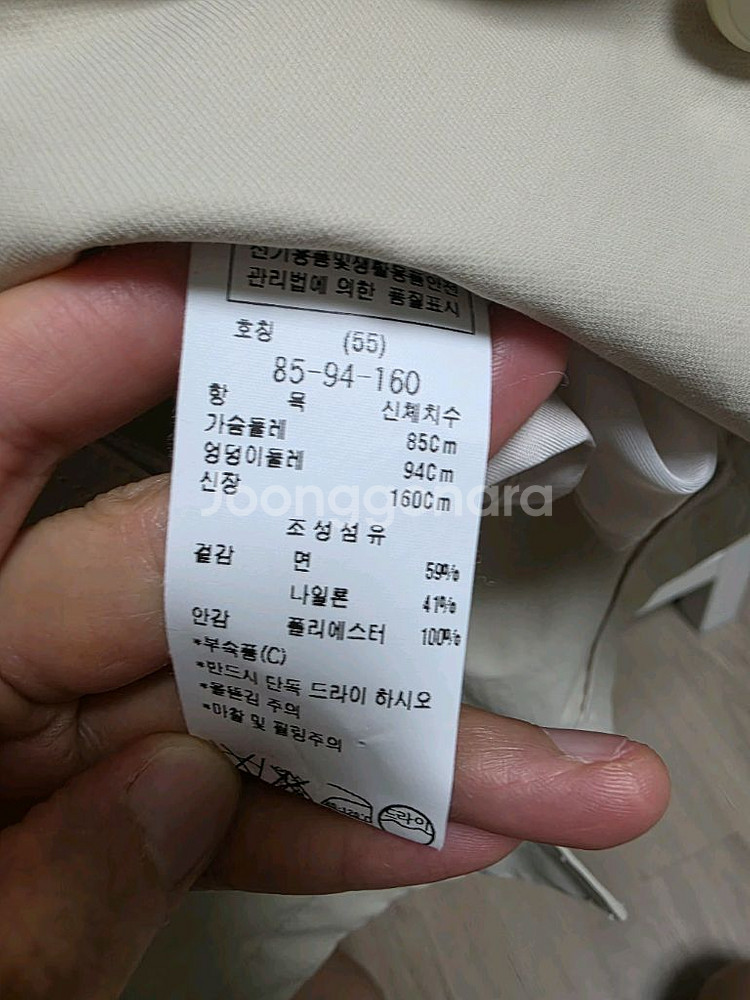 전기용품및생활용품안전
관리법에 의한 품질표시
호칭 (55)
85-94-160
항 목 신체치수
가슴둘레 85Cm
엉덩이둘레 94Cm
신장 160Cm
Joonggonara
조성섬유
겉감 면 59%
나일론 41%
안감 폴리에스터 100%
*부속품(C)
*반드시 단독 드라이 하시오
*올뜯김 주의
*마찰 및 필링주의
드라이